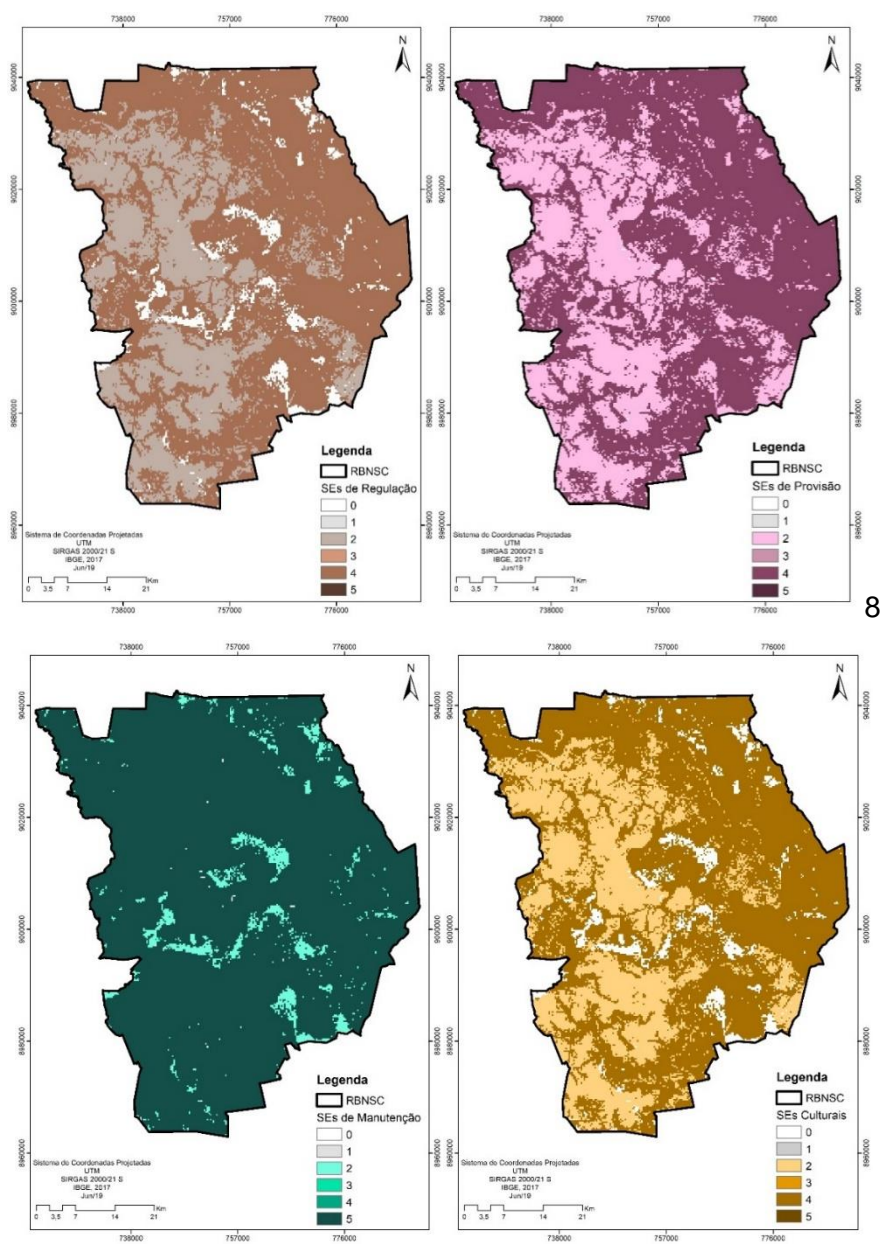 738000 757000 776000
N
9040000
9020000
9000000
8980000
8960000
Legenda
RBNSC
SEs de Regulação
0
1
2
3
4
5
Sistema de Coordenadas Projetadas
UTM
SIRGAS 2000/21 S
IBGE, 2017
Jun/19
0 3,5 7 14 21 Km
738000 757000 776000
738000 757000 776000
N
9040000
9020000
9000000
8980000
8960000
Legenda
RBNSC
SEs de Provisão
0
1
2
3
4
5
Sistema de Coordenadas Projetadas
UTM
SIRGAS 2000/21 S
IBGE, 2017
Jun/19
0 3,5 7 14 21 Km
738000 757000 776000
8
738000 757000 776000
N
9040000
9020000
9000000
8980000
8960000
Legenda
RBNSC
SEs de Manutenção
0
1
2
3
4
5
Sistema de Coordenadas Projetadas
UTM
SIRGAS 2000/21 S
IBGE, 2017
Jun/19
0 3,5 7 14 21 Km
738000 757000 776000
738000 757000 776000
N
9040000
9020000
9000000
8980000
8960000
Legenda
RBNSC
SEs Culturais
0
1
2
3
4
5
Sistema de Coordenadas Projetadas
UTM
SIRGAS 2000/21 S
IBGE, 2017
Jun/19
0 3,5 7 14 21 Km
738000 757000 776000